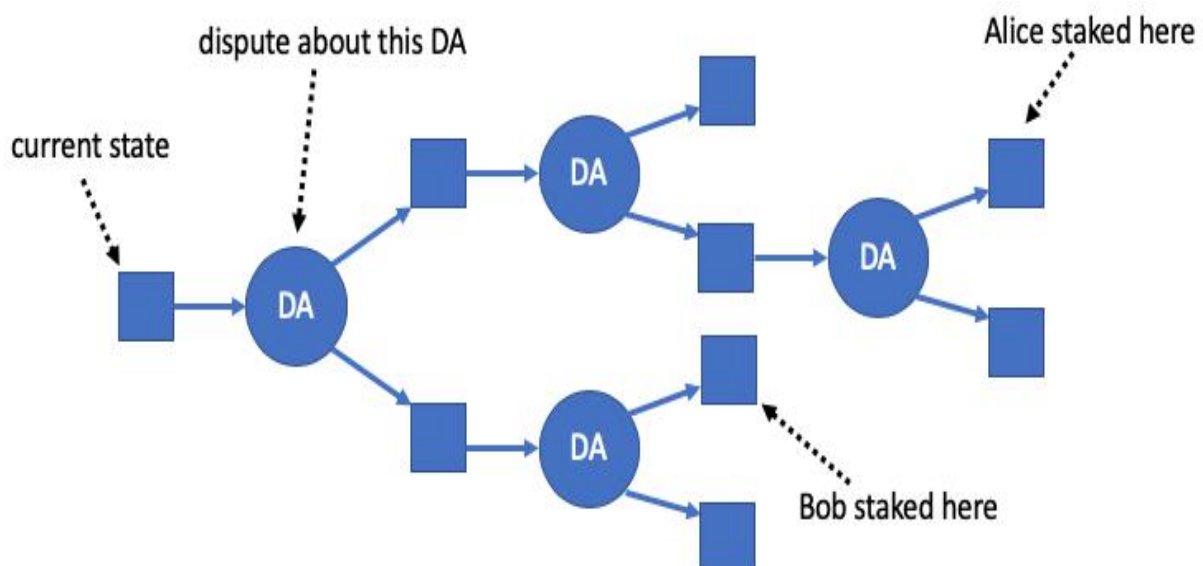 dispute about this DA
Alice staked here
current state
DA
DA
DA
DA
Bob staked here